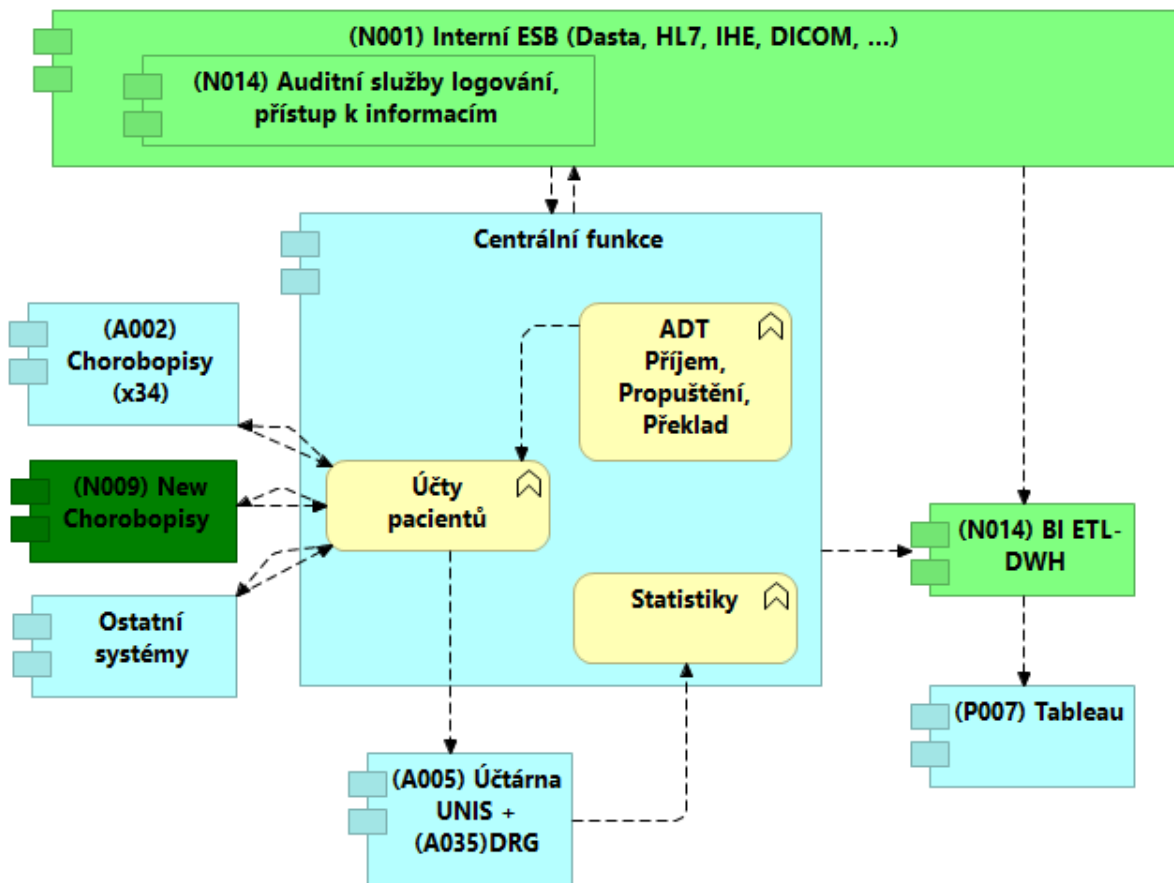 (N001) Interní ESB (Dasta, HL7, IHE, DICOM, ...)
(N014) Auditní služby logování,
přístup k informacím
Centrální funkce
(A002)
Chorobopisy
(x34)
ADT
Příjem,
Propuštění,
Překlad
(N009) New
Chorobopisy
Účty
pacientů
(N014) BI ETL-
DWH
Statistiky
Ostatní
systémy
(P007) Tableau
(A005) Účtárna
UNIS +
(A035)DRG